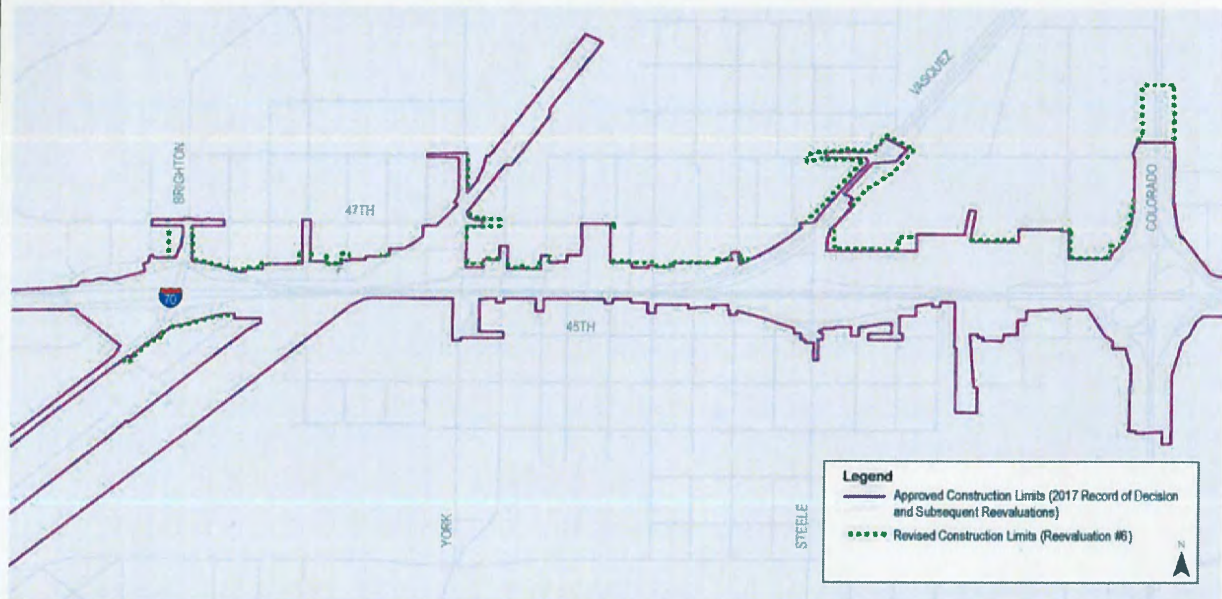 VASQUEZ
BRIGHTON
COLORADO
47TH
70
45TH
YORK
STEELE
Legend
Approved Construction Limits (2017 Record of Decision
and Subsequent Reevaluations)
Revised Construction Limits (Reevaluation #6)
N